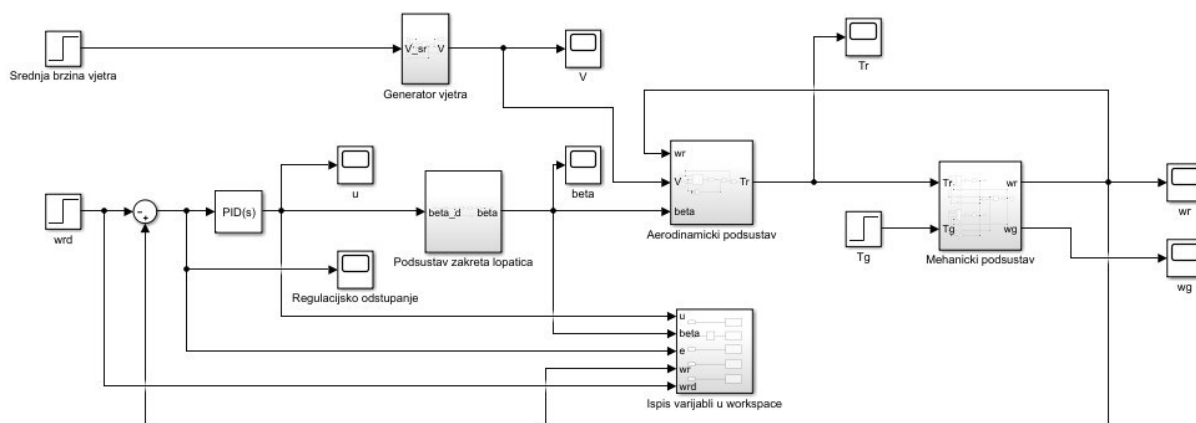 Srednja brzina vjetra
V_sr V
Generator vjetra
V
Tr
wrd
- +
PID(s)
u
Regulacijsko odstupanje
beta_d beta
Podsustav zakreta lopatica
beta
wr
V Tr
beta
Aerodinamicki podsustav
Tg
Tr wr
Tg wg
Mehanicki podsustav
wr
wg
u
beta
e
wr
wrd
Ispis varijabli u workspace